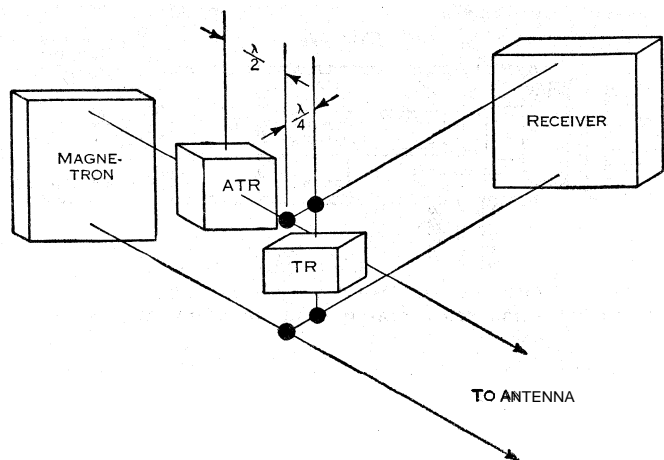 λ/2
λ/4
MAGNE-
TRON
ATR
RECEIVER
TR
TO ANTENNA